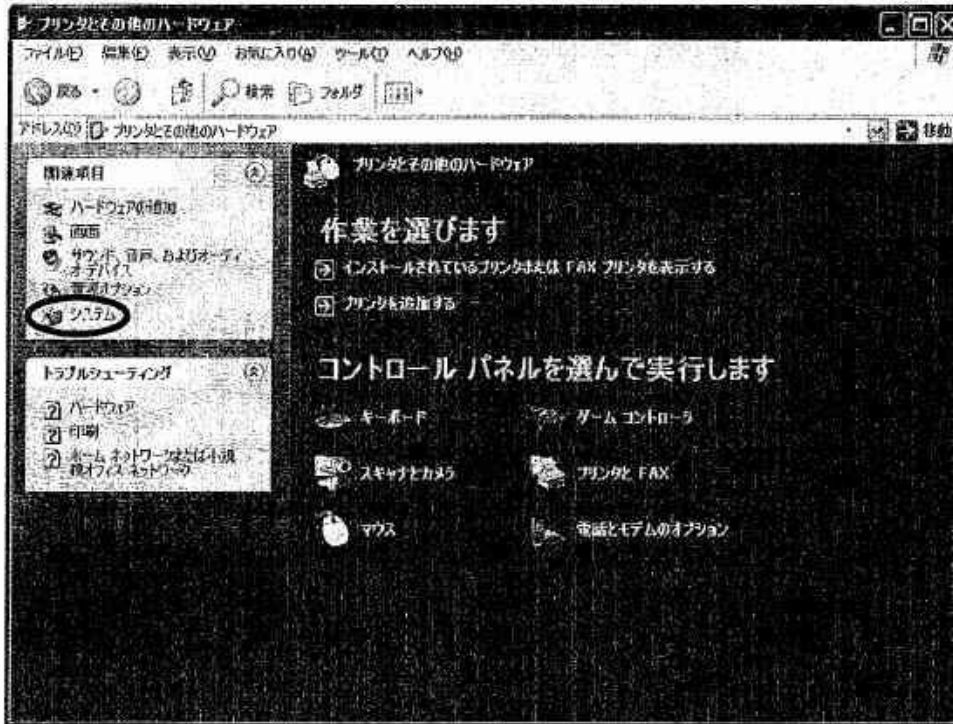 プリンタとその他のハードウェア
ファイル(F) 編集(E) 表示(V) お気に入り(A) ツール(T) ヘルプ(H)
戻る 検索 フォルダ
アドレス(D) プリンタとその他のハードウェア 移動
関連項目
ハードウェアの追加
画面
サウンド、音声、およびオーディ
オ デバイス
電源オプション
システム
トラブルシューティング
ハードウェア
印刷
ホーム ネットワークまたは小規
模オフィス ネットワーク
プリンタとその他のハードウェア
作業を選びます
インストールされているプリンタまたは FAX プリンタを表示する
プリンタを追加する
コントロール パネルを選んで実行します
キーボード ゲーム コントローラ
スキャナとカメラ プリンタと FAX
マウス 電話とモデムのオプション